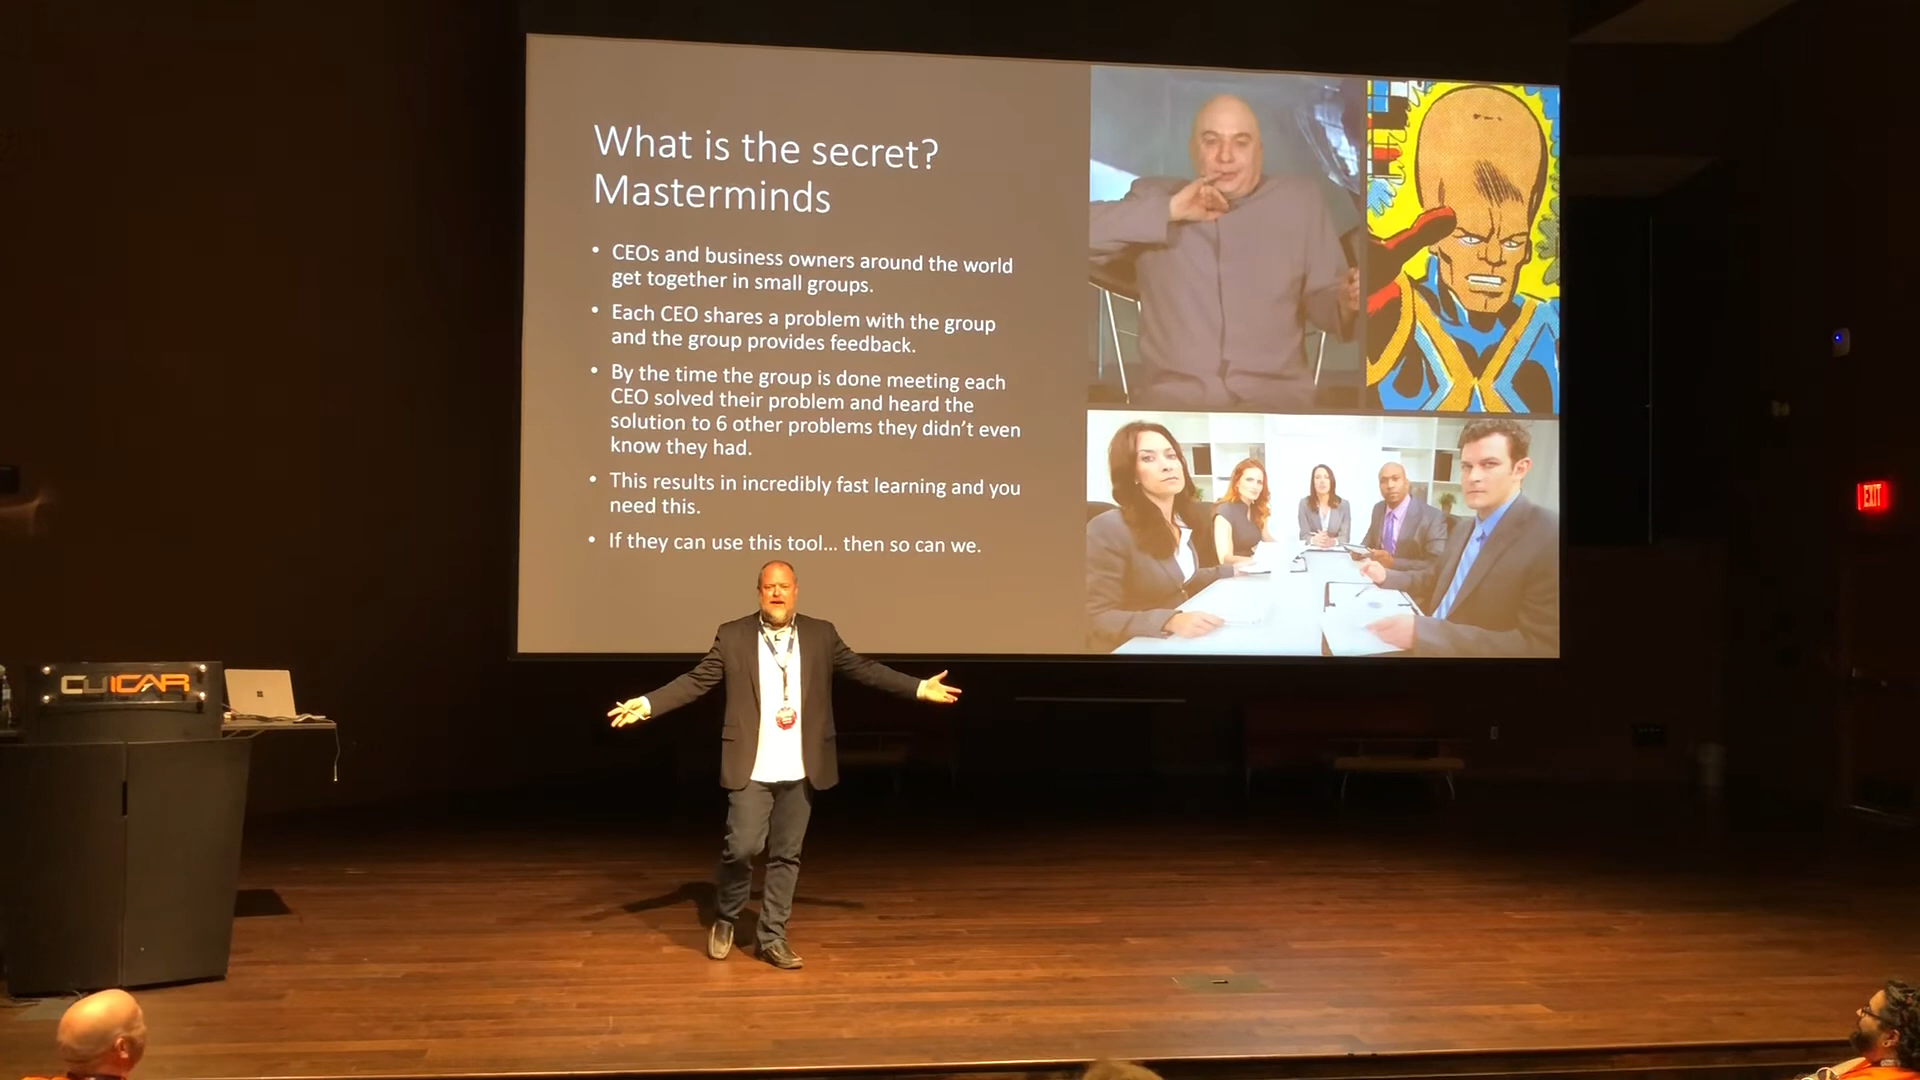 What is the secret?
Masterminds
• CEOs and business owners around the world
get together in small groups.
• Each CEO shares a problem with the group
and the group provides feedback.
• By the time the group is done meeting each
CEO solved their problem and heard the
solution to 6 other problems they didn’t even
know they had.
• This results in incredibly fast learning and you
need this.
• If they can use this tool… then so can we.
CUICAR
EXIT